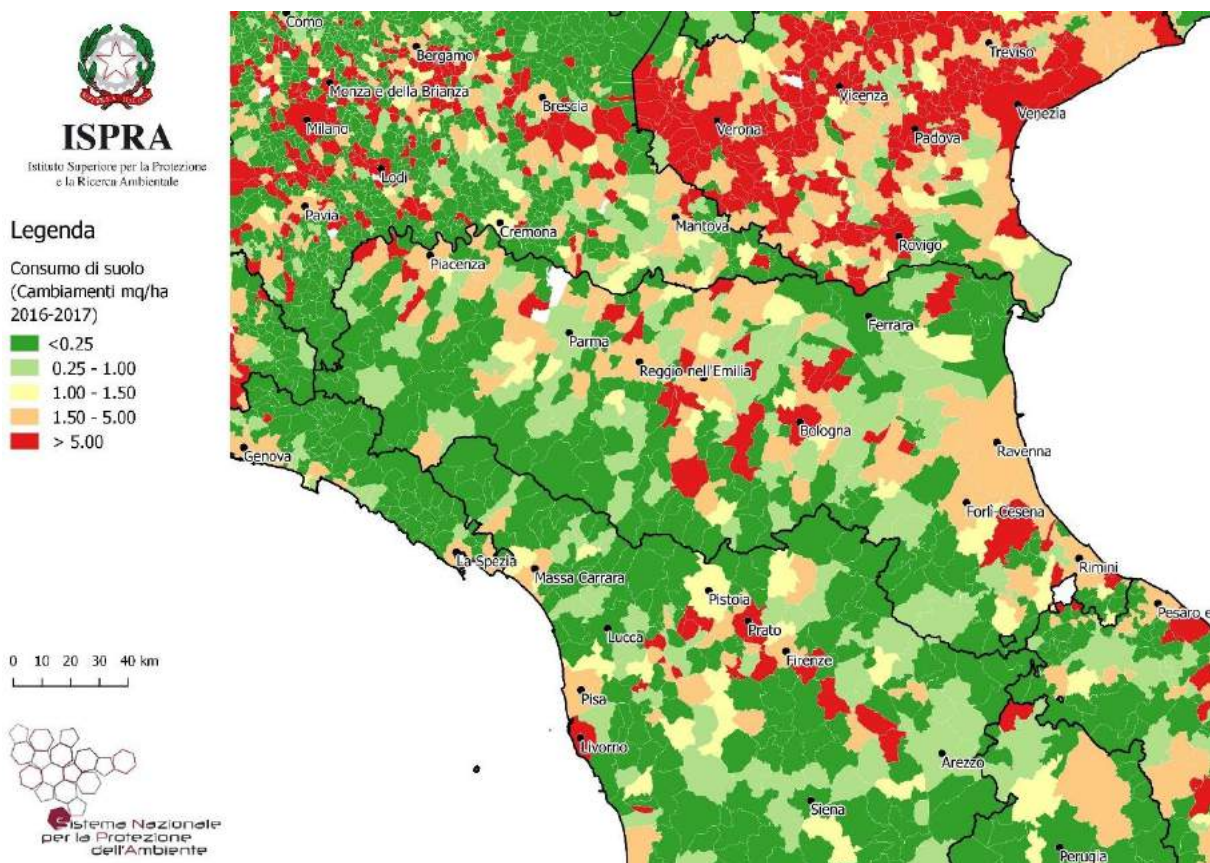 ISPRA
Istituto Superiore per la Protezione
e la Ricerca Ambientale
Legenda
Consumo di suolo
(Cambiamenti mq/ha
2016-2017)
<0.25
0.25 - 1.00
1.00 - 1.50
1.50 - 5.00
> 5.00
0 10 20 30 40 km
Sistema Nazionale
per la Protezione
dell'Ambiente
Como
Bergamo
Treviso
Monza e della Brianza
Brescia
Vicenza
Venezia
Milano
Verona
Padova
Lodi
Pavia
Cremona
Mantova
Rovigo
Piacenza
Ferrara
Parma
Reggio nell'Emilia
Bologna
Genova
Ravenna
Forlì-Cesena
La Spezia
Massa Carrara
Rimini
Pistoia
Pesaro e
Prato
Lucca
Firenze
Pisa
Livorno
Arezzo
Siena
Perugia